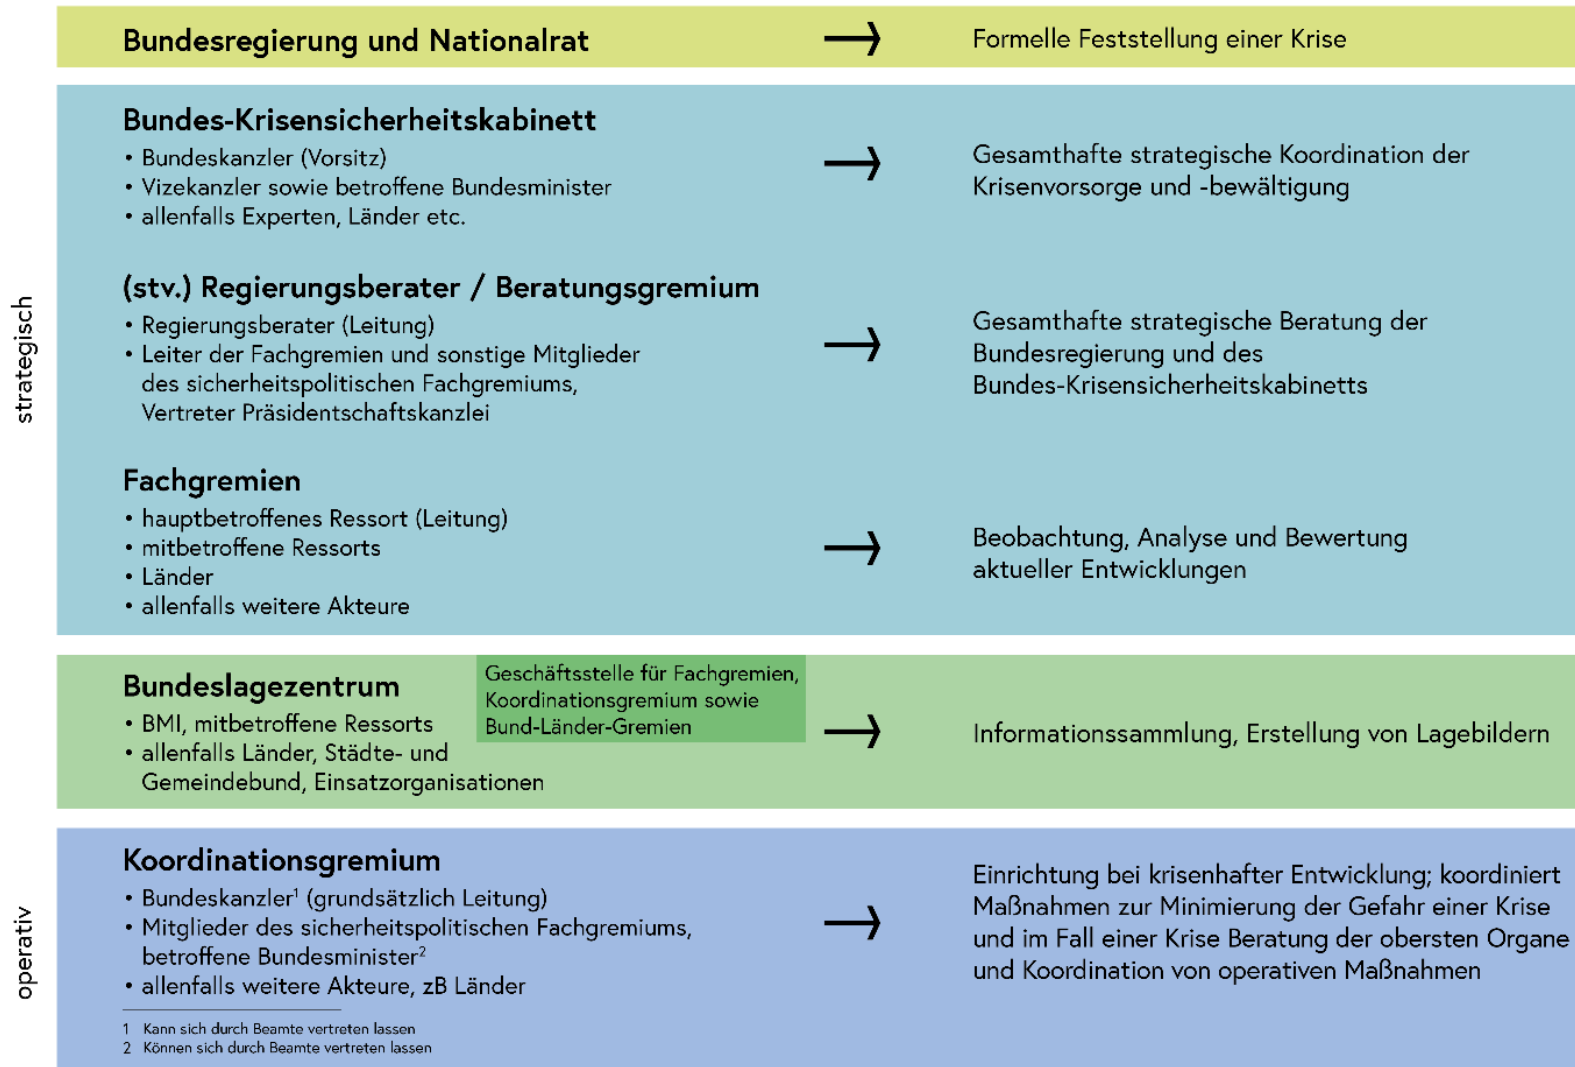 Bundesregierung und Nationalrat → Formelle Feststellung einer Krise
strategisch
Bundes-Krisensicherheitskabinett
• Bundeskanzler (Vorsitz)
• Vizekanzler sowie betroffene Bundesminister
• allenfalls Experten, Länder etc.
→
Gesamthafte strategische Koordination der
Krisenvorsorge und -bewältigung
(stv.) Regierungsberater / Beratungsgremium
• Regierungsberater (Leitung)
• Leiter der Fachgremien und sonstige Mitglieder
des sicherheitspolitischen Fachgremiums,
Vertreter Präsidentschaftskanzlei
→
Gesamthafte strategische Beratung der
Bundesregierung und des
Bundes-Krisensicherheitskabinetts
Fachgremien
• hauptbetroffenes Ressort (Leitung)
• mitbetroffene Ressorts
• Länder
• allenfalls weitere Akteure
→
Beobachtung, Analyse und Bewertung
aktueller Entwicklungen
Bundeslagezentrum
• BMI, mitbetroffene Ressorts
• allenfalls Länder, Städte- und
Gemeindebund, Einsatzorganisationen
Geschäftsstelle für Fachgremien,
Koordinationsgremium sowie
Bund-Länder-Gremien
→
Informationssammlung, Erstellung von Lagebildern
operativ
Koordinationsgremium
• Bundeskanzler¹ (grundsätzlich Leitung)
• Mitglieder des sicherheitspolitischen Fachgremiums,
betroffene Bundesminister²
• allenfalls weitere Akteure, zB Länder
→
Einrichtung bei krisenhafter Entwicklung; koordiniert
Maßnahmen zur Minimierung der Gefahr einer Krise
und im Fall einer Krise Beratung der obersten Organe
und Koordination von operativen Maßnahmen
1 Kann sich durch Beamte vertreten lassen
2 Können sich durch Beamte vertreten lassen